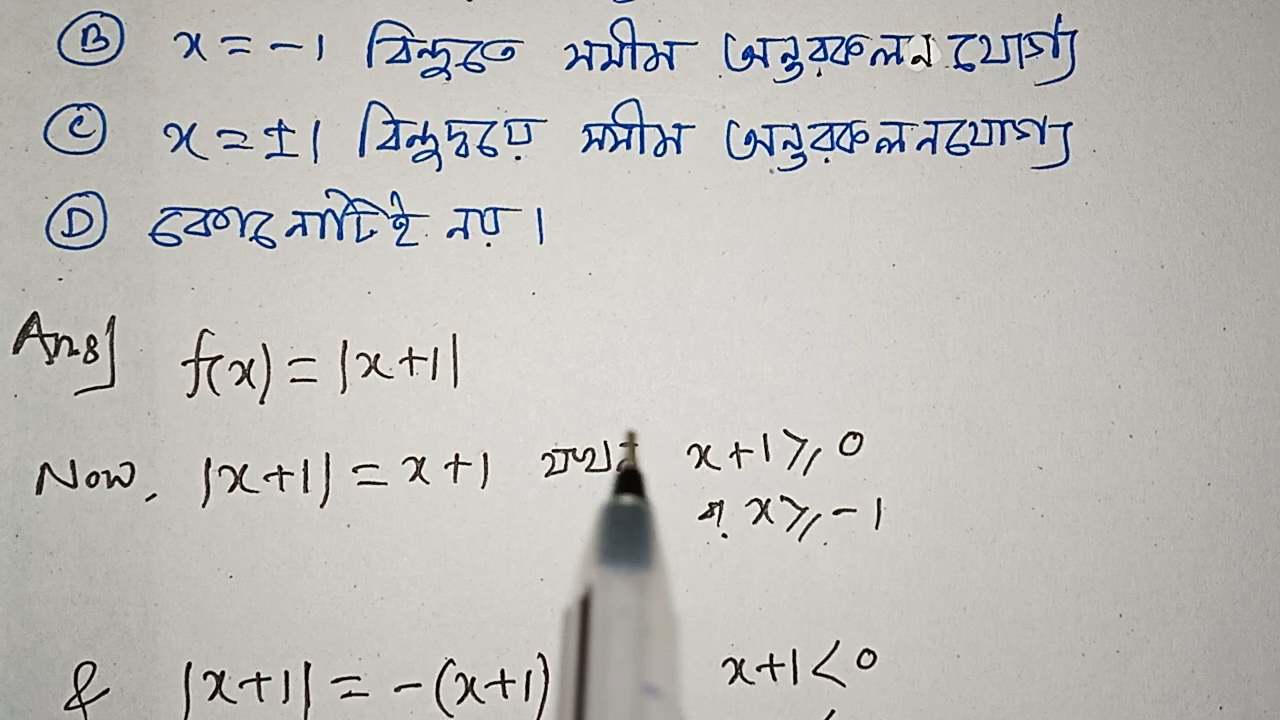 Ⓑ x = -1 বিন্দুতে সসীম অন্তরকলনযোগ্য
Ⓒ x = ±1 বিন্দুদ্বয়ে সসীম অন্তরকলনযোগ্য
Ⓓ কোনোটিই নয়।
Ans] f(x) = |x+1|
Now, |x+1| = x+1 যখন x+1 ≥ 0
বা, x ≥ -1
& |x+1| = -(x+1) x+1 < 0